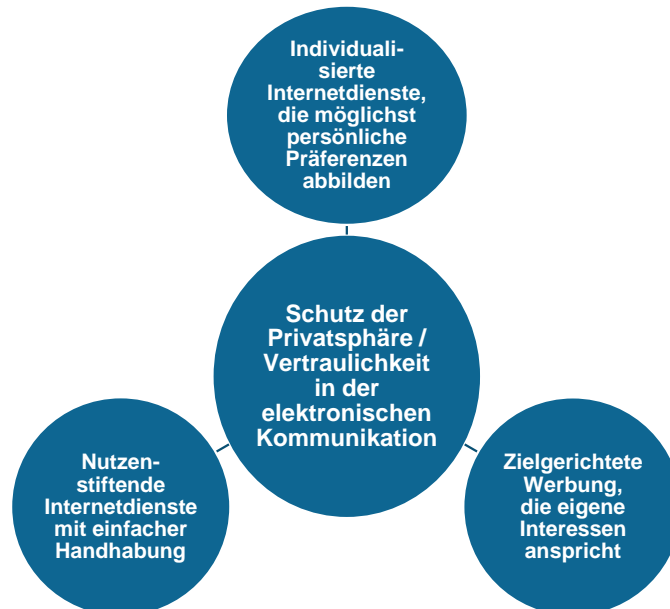 Individuali-
sierte
Internetdienste,
die möglichst
persönliche
Präferenzen
abbilden
Schutz der
Privatsphäre /
Vertraulichkeit
in der
elektronischen
Kommunikation
Nutzen-
stiftende
Internetdienste
mit einfacher
Handhabung
Zielgerichtete
Werbung,
die eigene
Interessen
anspricht